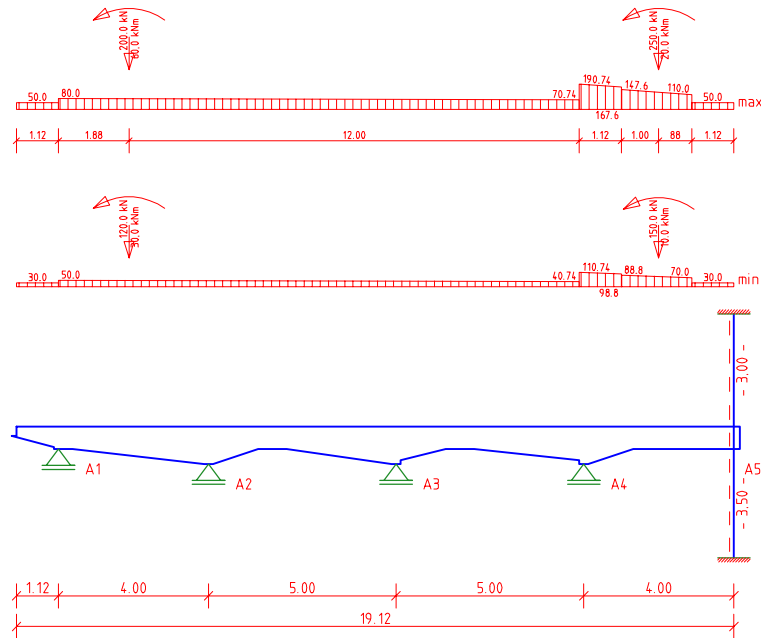 200.0 kN
60.0 kNm
250.0 kN
20.0 kNm
50.0
80.0
70.74
190.74
147.6
110.0
50.0
max
167.6
1.12
1.88
12.00
1.12
1.00
88
1.12
120.0 kN
30.0 kNm
150.0 kN
10.0 kNm
30.0
50.0
40.74
110.74
88.8
70.0
30.0
min
98.8
- 3.00 -
A1
A2
A3
A4
A5
- 3.50 -
1.12
4.00
5.00
5.00
4.00
19.12